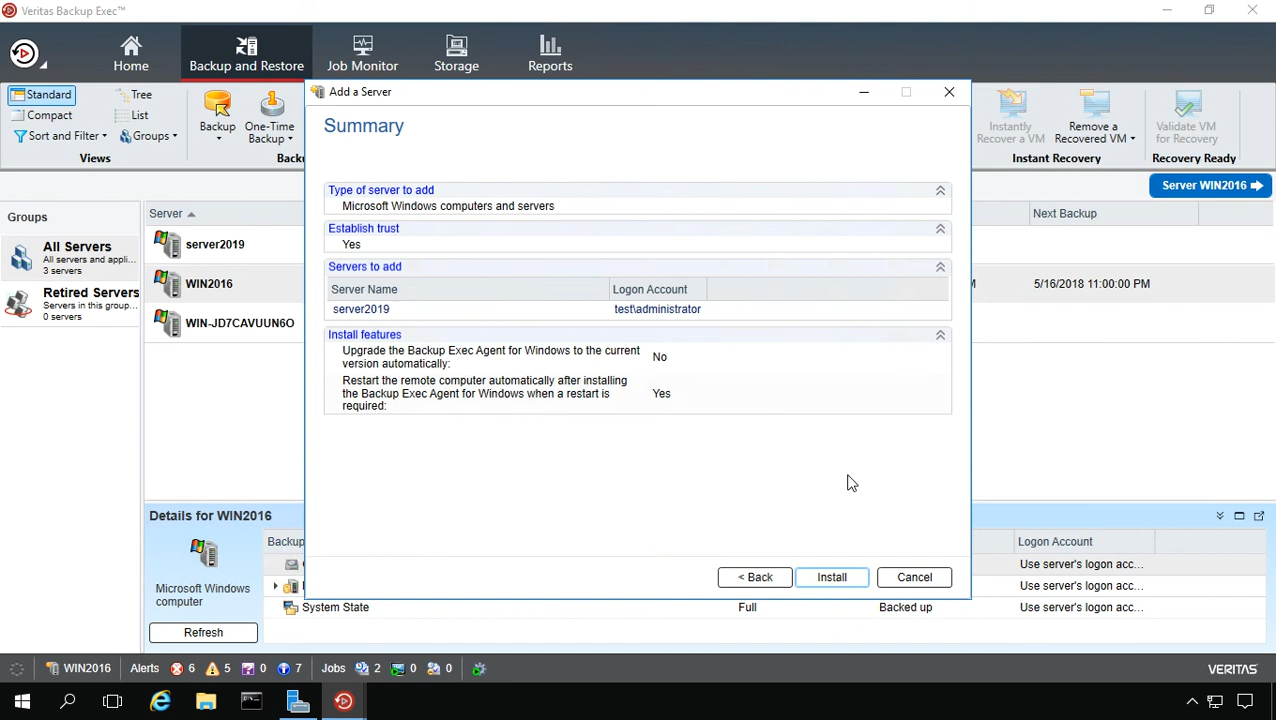 Veritas Backup Exec™
Home
Backup and Restore
Job Monitor
Storage
Reports
Standard
Tree
Compact
List
Sort and Filter
Groups
Views
Backup
One-Time
Backup
Instantly
Recover a VM
Remove a
Recovered VM
Instant Recovery
Validate VM
for Recovery
Recovery Ready
Server WIN2016
Groups
All Servers
All servers and appli...
3 servers
Retired Servers
Servers in this group...
0 servers
Server
server2019
WIN2016
WIN-JD7CAVUUN6O
Next Backup
5/16/2018 11:00:00 PM
Add a Server
Summary
Type of server to add
Microsoft Windows computers and servers
Establish trust
Yes
Servers to add
Server Name
Logon Account
server2019
test\administrator
Install features
Upgrade the Backup Exec Agent for Windows to the current
version automatically:
No
Restart the remote computer automatically after installing
the Backup Exec Agent for Windows when a restart is
required:
Yes
< Back
Install
Cancel
Details for WIN2016
Microsoft Windows
computer
Refresh
Logon Account
Use server's logon acc...
Use server's logon acc...
System State
Full
Backed up
Use server's logon acc...
WIN2016
Alerts
6
5
0
7
Jobs
2
0
0
VERITAS